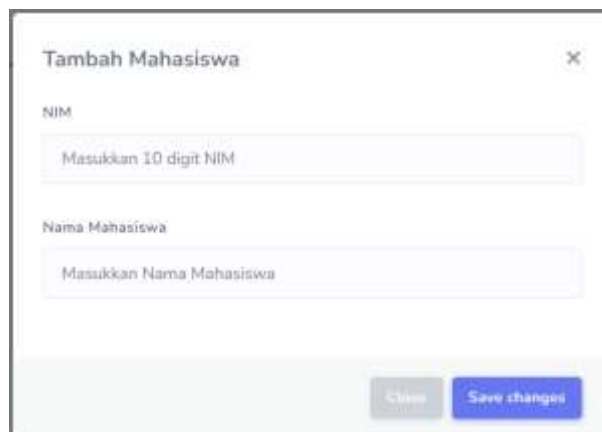 Tambah Mahasiswa ×
NIM
Masukkan 10 digit NIM
Nama Mahasiswa
Masukkan Nama Mahasiswa
Close Save changes